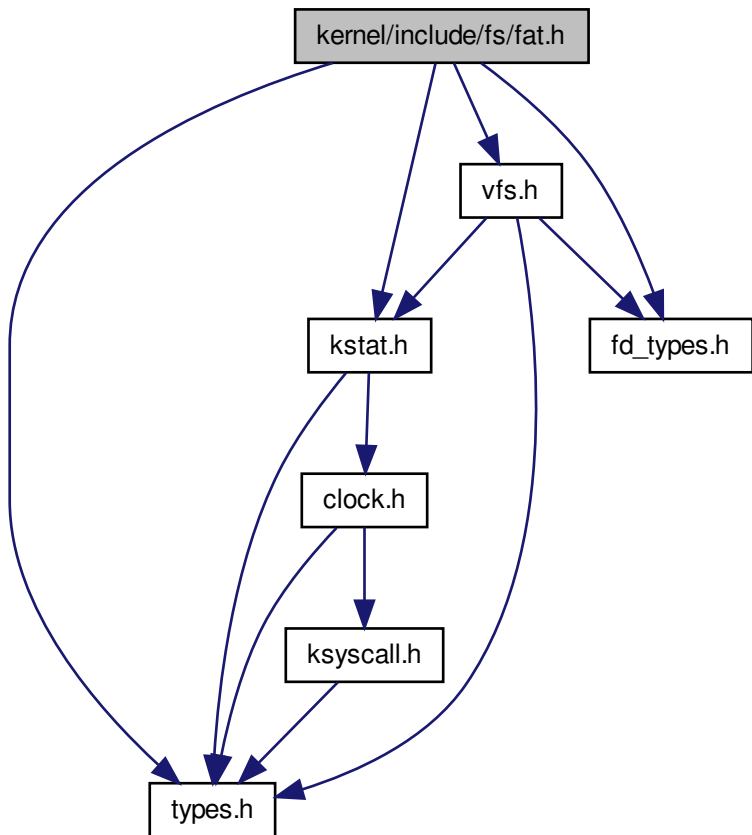 kernel/include/fs/fat.h
vfs.h
kstat.h
fd_types.h
clock.h
ksyscall.h
types.h